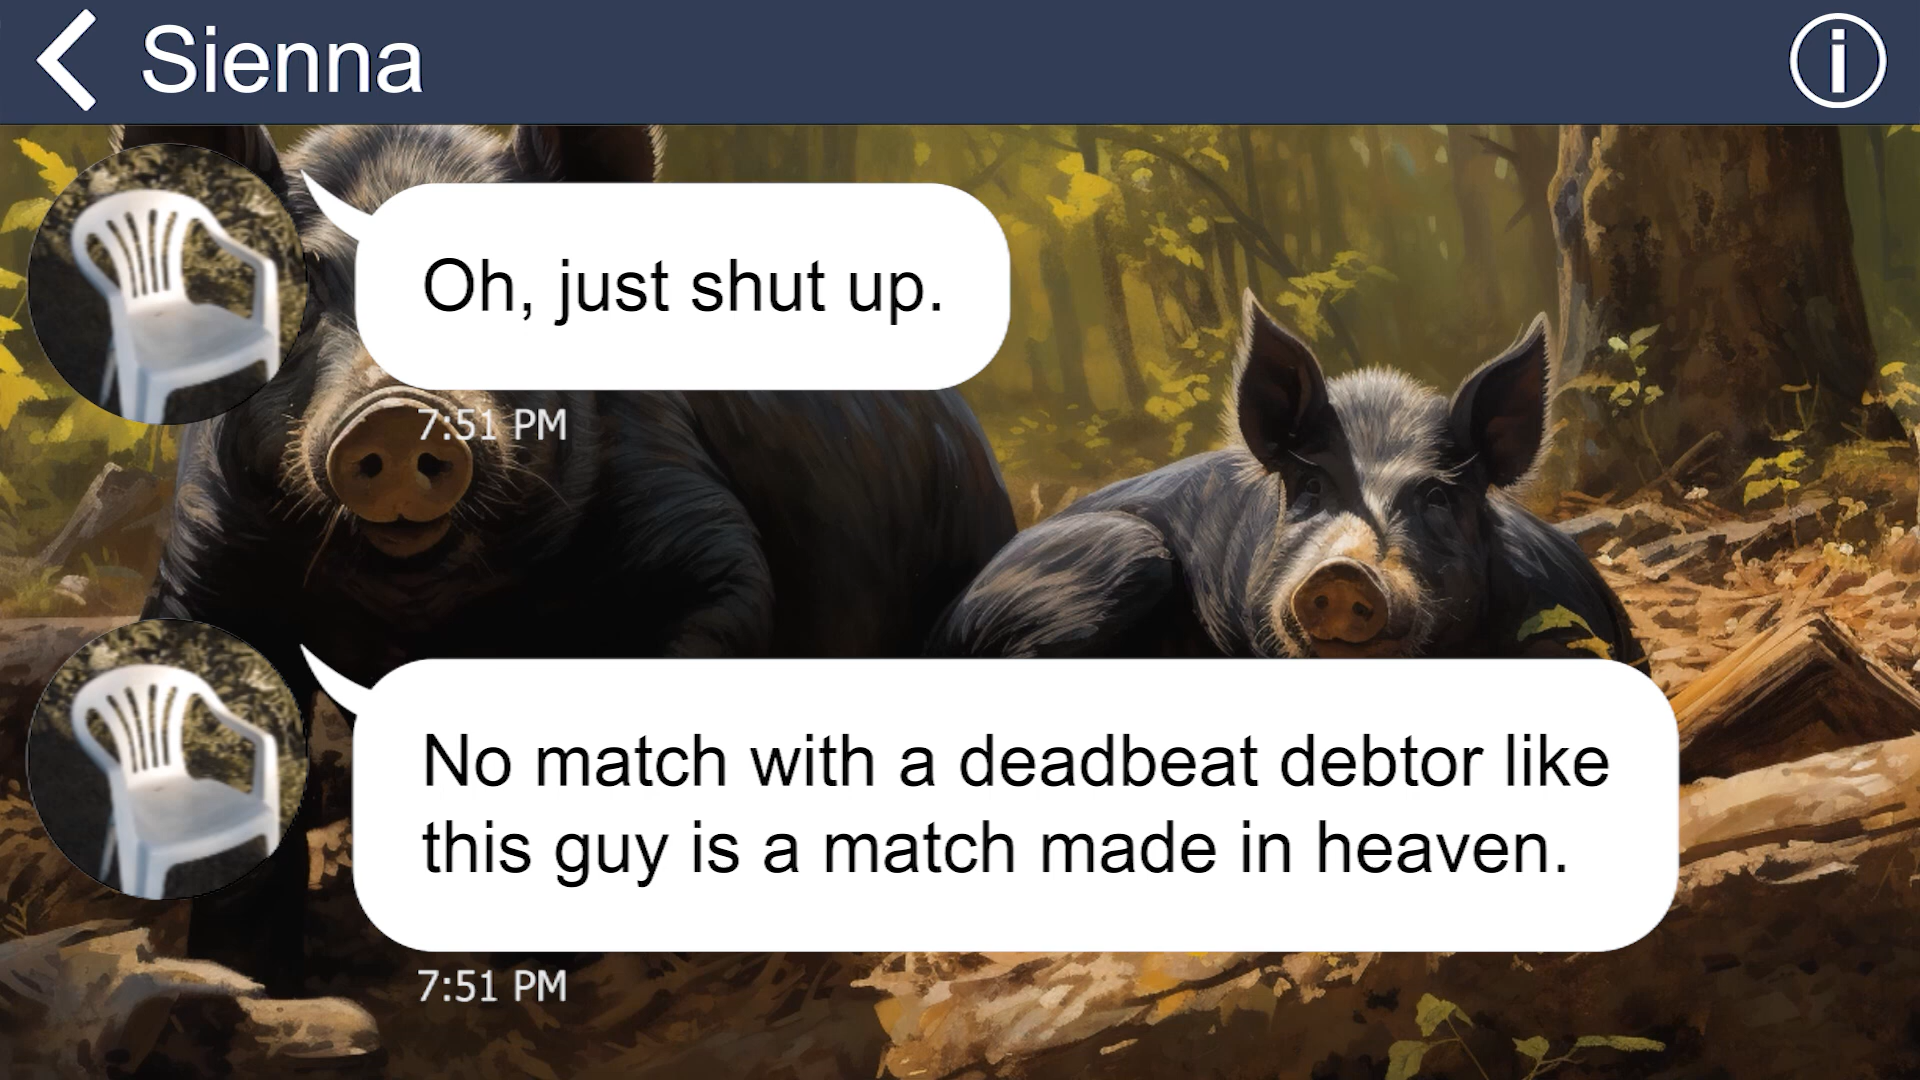 Sienna
Oh, just shut up.
7:51 PM
No match with a deadbeat debtor like
this guy is a match made in heaven.
7:51 PM